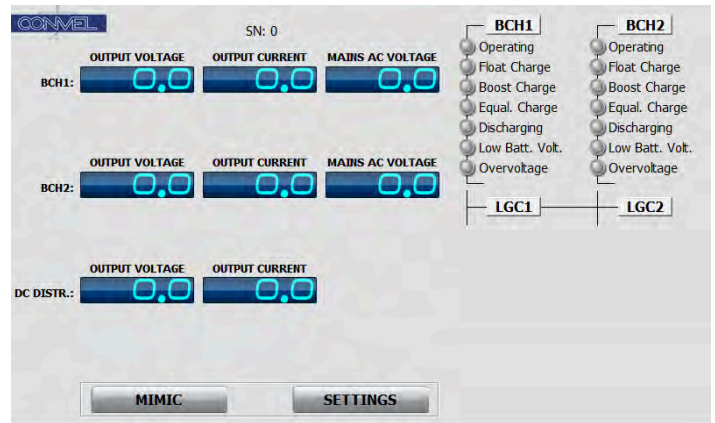 CONVEL
SN: 0
OUTPUT VOLTAGE OUTPUT CURRENT MAINS AC VOLTAGE
BCH1: 0.0 0.0 0.0
OUTPUT VOLTAGE OUTPUT CURRENT MAINS AC VOLTAGE
BCH2: 0.0 0.0 0.0
OUTPUT VOLTAGE OUTPUT CURRENT
DC DISTR.: 0.0 0.0
MIMIC SETTINGS
BCH1
Operating
Float Charge
Boost Charge
Equal. Charge
Discharging
Low Batt. Volt.
Overvoltage
LGC1
BCH2
Operating
Float Charge
Boost Charge
Equal. Charge
Discharging
Low Batt. Volt.
Overvoltage
LGC2